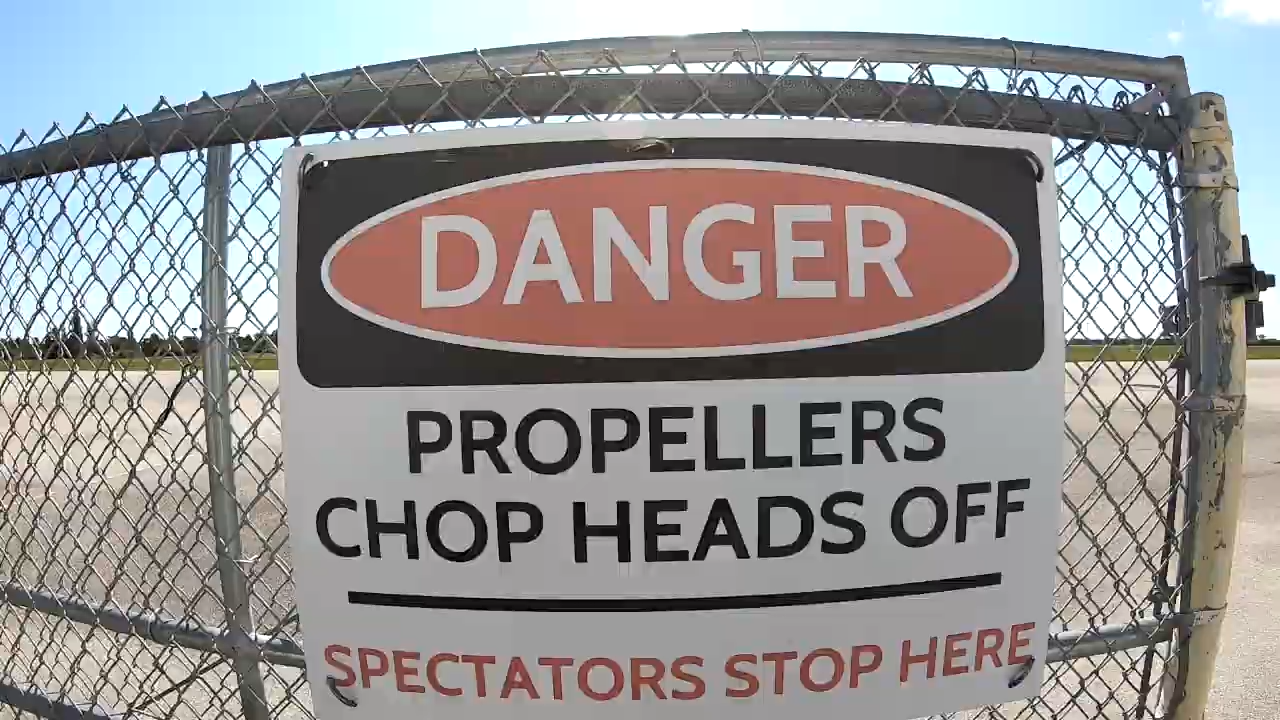 DANGER
PROPELLERS
CHOP HEADS OFF
SPECTATORS STOP HERE